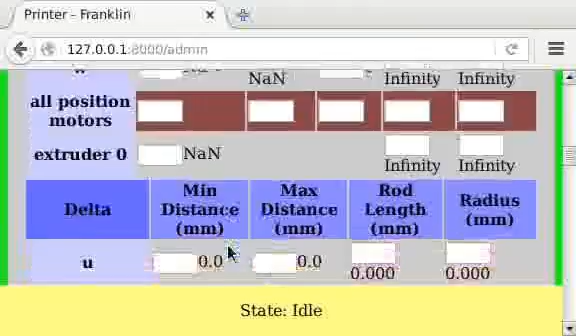 Printer - Franklin
127.0.0.1:8000/admin
NaN Infinity Infinity
all position
motors
extruder 0 NaN
Infinity Infinity
Delta
Min
Distance
(mm)
Max
Distance
(mm)
Rod
Length
(mm)
Radius
(mm)
u 0.0 0.0
0.000 0.000
State: Idle